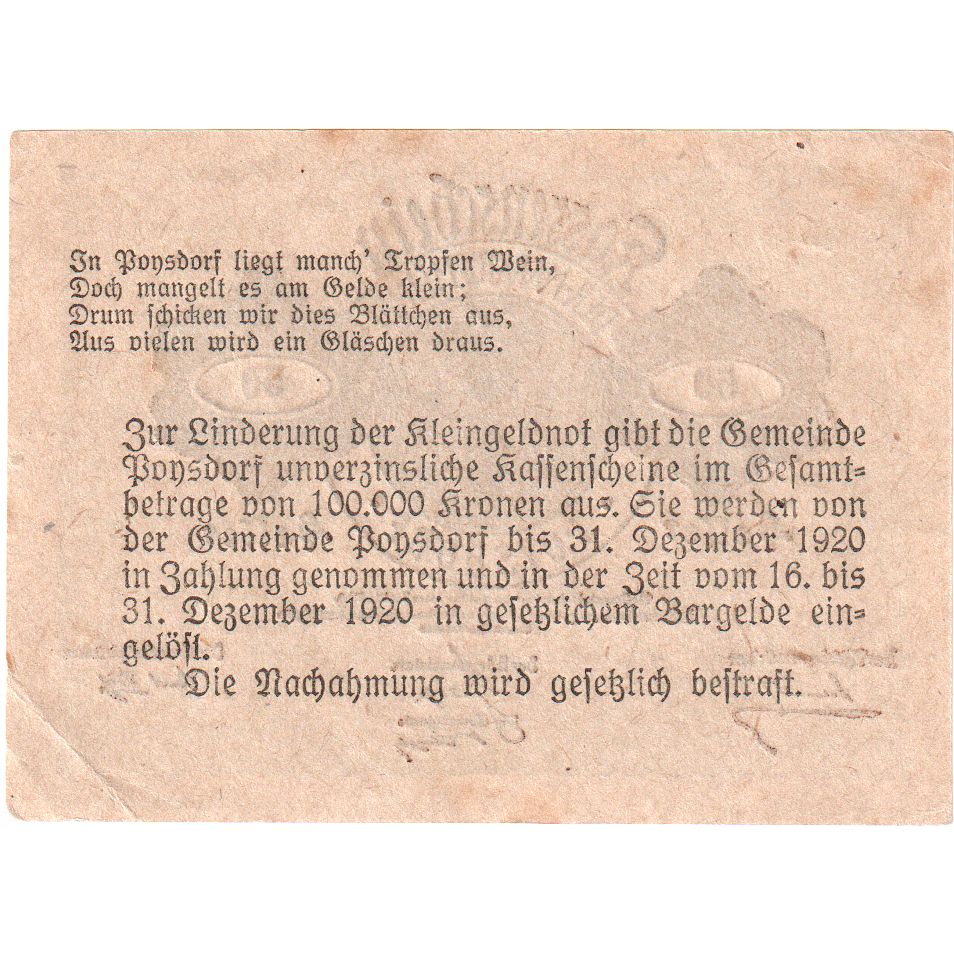 In Poysdorf liegt manch' Tropfen Wein,
Doch mangelt es am Gelde klein;
Drum schicken wir dies Blättchen aus,
Aus vielen wird ein Gläschen draus.
Zur Linderung der Kleingeldnot gibt die Gemeinde
Poysdorf unverzinsliche Kassenscheine im Gesamt-
betrage von 100.000 Kronen aus. Sie werden von
der Gemeinde Poysdorf bis 31. Dezember 1920
in Zahlung genommen und in der Zeit vom 16. bis
31. Dezember 1920 in gesetzlichem Bargelde ein-
gelöst.
Die Nachahmung wird gesetzlich bestraft.